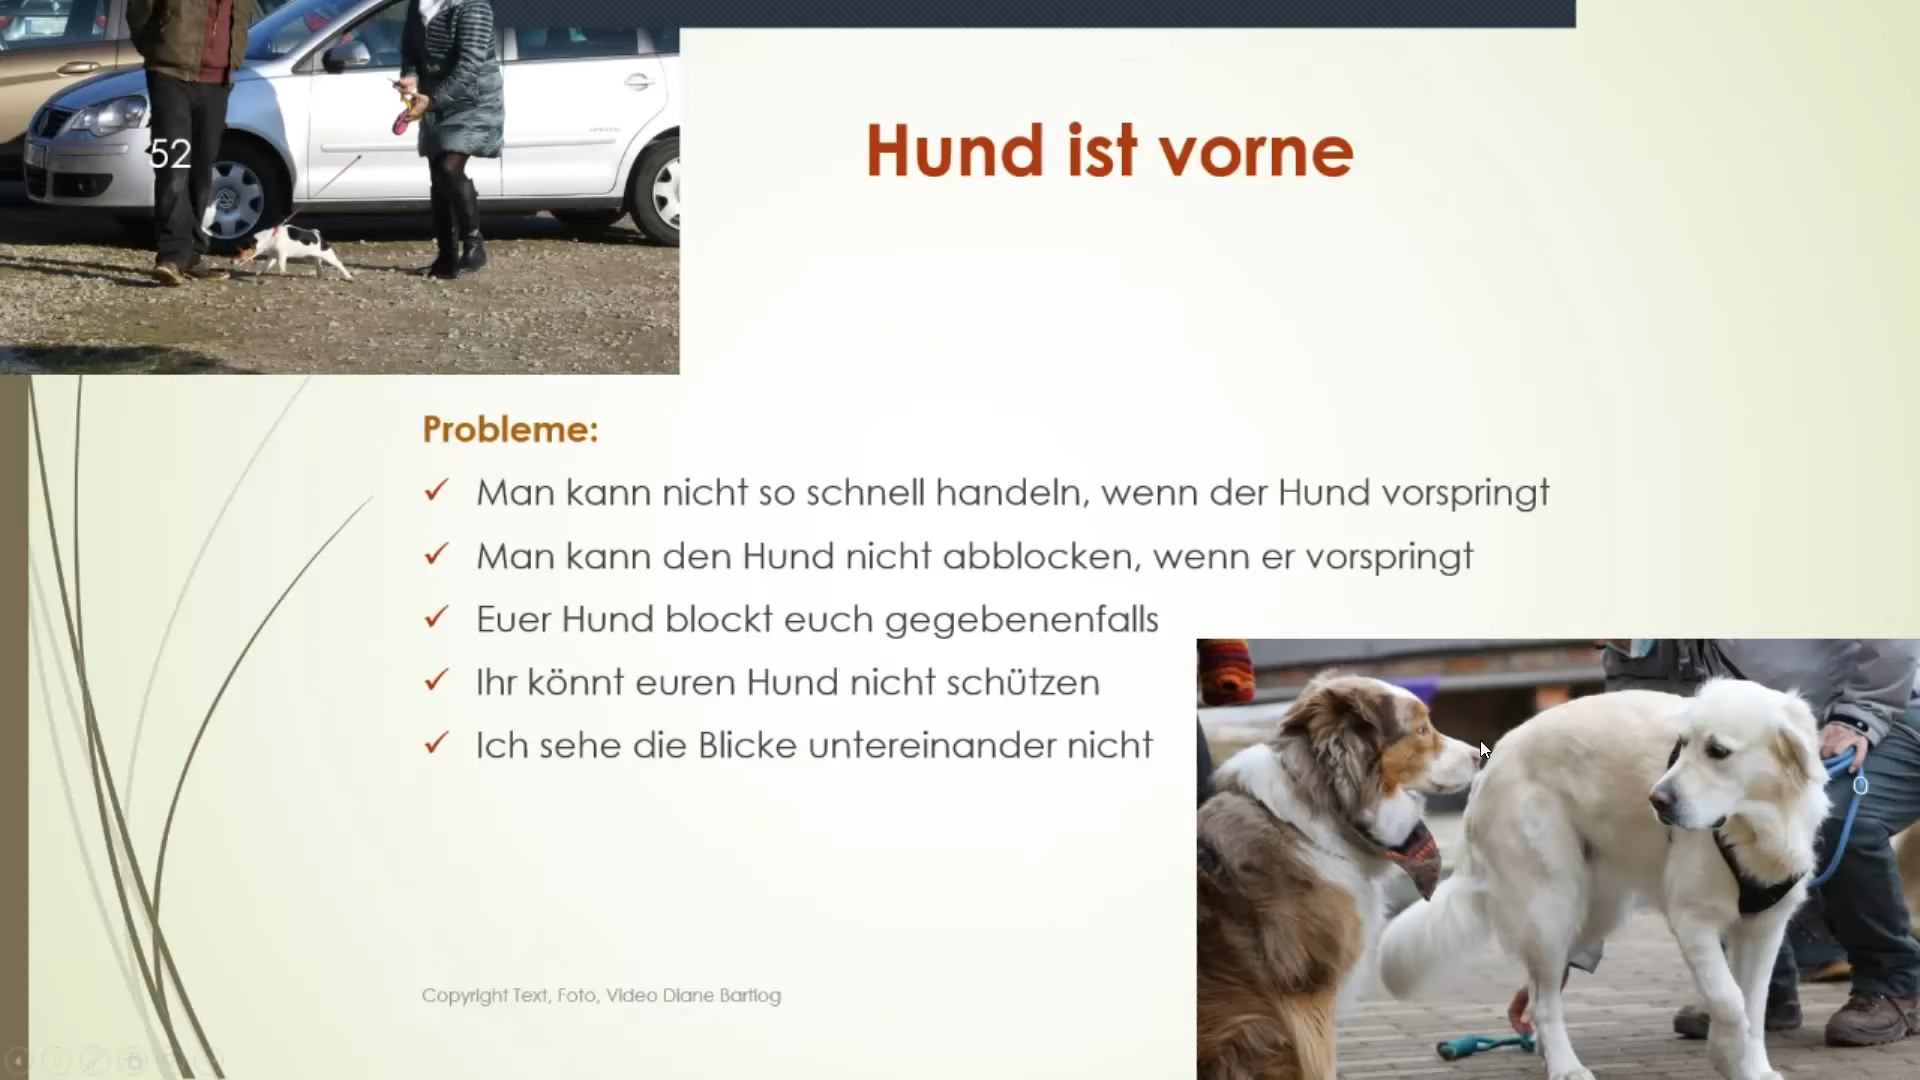 52
Hund ist vorne
Probleme:
Man kann nicht so schnell handeln, wenn der Hund vorspringt
Man kann den Hund nicht abblocken, wenn er vorspringt
Euer Hund blockt euch gegebenenfalls
Ihr könnt euren Hund nicht schützen
Ich sehe die Blicke untereinander nicht
Copyright Text, Foto, Video Diane Bartlog